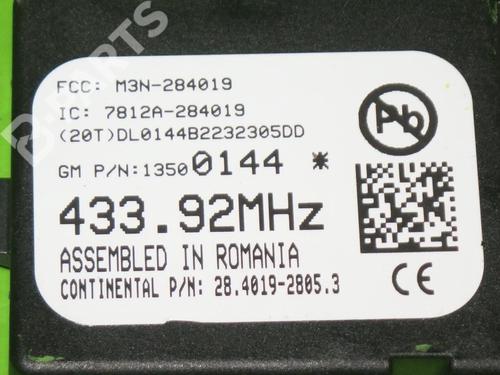 B-PARTS
FCC: M3N-284019
IC: 7812A-284019
(20T)DL0144B2232305DD
GM P/N:13500144 *
433.92MHz
ASSEMBLED IN ROMANIA
CONTINENTAL P/N: 28.4019-2805.3
Pb
CE